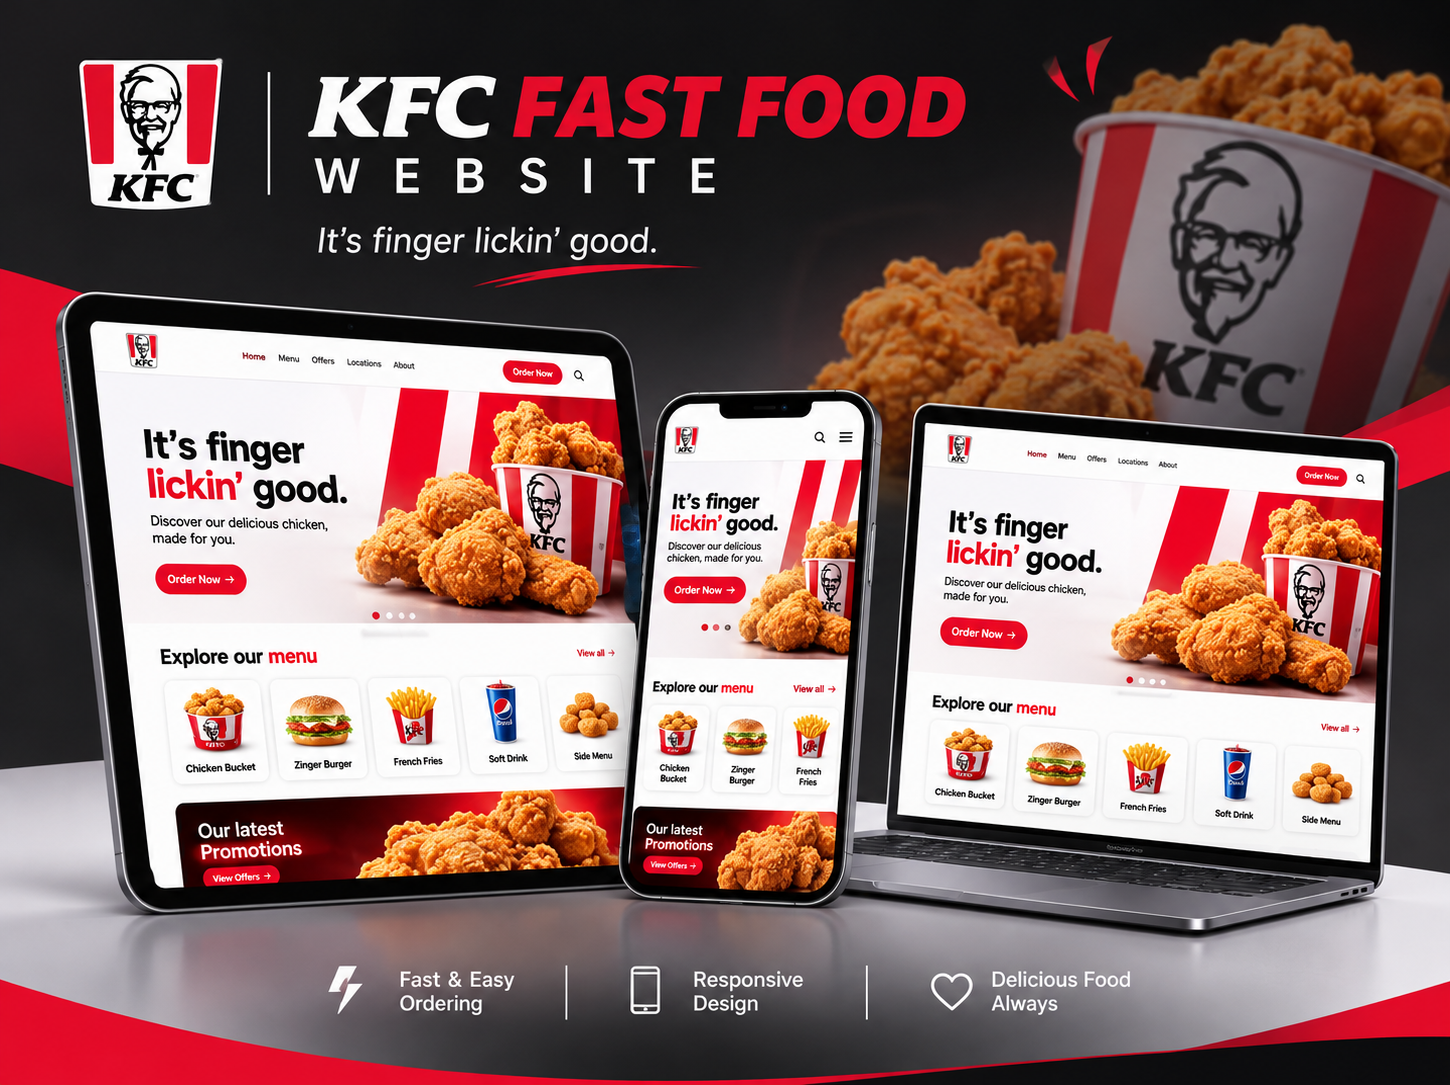 KFC
KFC FAST FOOD
WEBSITE
It's finger lickin' good.
KFC
KFC
Home Menu Offers Locations About Order Now
It's finger
lickin' good.
Discover our delicious chicken,
made for you.
Order Now →
KFC
Explore our menu
View all →
Chicken Bucket
Zinger Burger
French Fries
Soft Drink
Side Menu
Our latest
Promotions
View Offers →
KFC
It's finger
lickin' good.
Discover our delicious
chicken, made for you.
Order Now →
KFC
Explore our menu
View all →
Chicken
Bucket
Zinger
Burger
French
Fries
Our latest
Promotions
View Offers →
KFC
Home Menu Offers Locations About Order Now
It's finger
lickin' good.
Discover our delicious chicken,
made for you.
Order Now →
KFC
Explore our menu
View all →
Chicken Bucket
Zinger Burger
French Fries
Soft Drink
Side Menu
Fast & Easy
Ordering
Responsive
Design
Delicious Food
Always